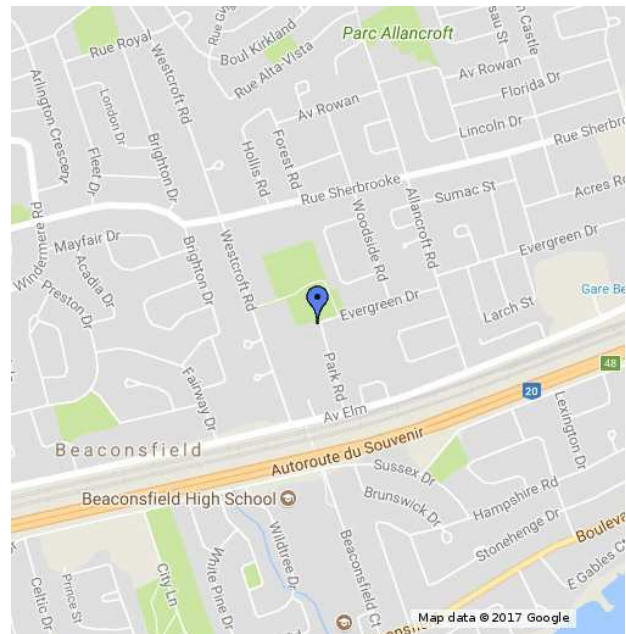 Parc Allancroft
Rue Royal
Boul Kirkland
Rue Alta-Vista
Castle
Av Rowan
Av Rowan
Florida Dr
Lincoln Dr
Arlington Crescent
London Dr
Fleet Dr
Brighton Dr
Westcroft Rd
Hollis Rd
Forest Rd
Rue Sherbrooke
Rue Sherbro
Sumac St
Acres Ro
Allancroft Rd
Woodside Rd
Windermere Rd
Mayfair Dr
Acadia Dr
Preston Dr
Brighton Dr
Westcroft Rd
Evergreen Dr
Evergreen Dr
Larch St
Gare Be
Park Rd
Av Elm
Fairway Dr
48
20
Lexington Dr
Beaconsfield
Autoroute du Souvenir
Sussex Dr
Beaconsfield High School
Brunswick Dr
Hampshire Rd
Stonehenge Dr
Bouleva
E Gables Ct
Wildtree Dr
White Pine Dr
City Ln
Prince St
Celtic Dr
Beaconsfield Ct
Map data ©2017 Google